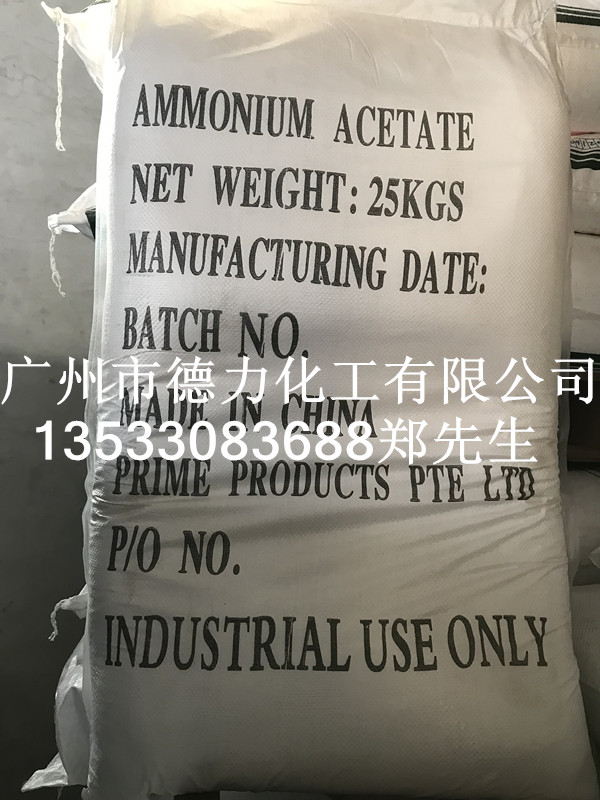 AMMONIUM ACETATE
NET WEIGHT: 25KGS
MANUFACTURING DATE:
BATCH NO.
广州市德力化工有限公司
MADE IN CHINA
13533083688郑先生
PRIME PRODUCTS PTE LTD
P/O NO.
INDUSTRIAL USE ONLY